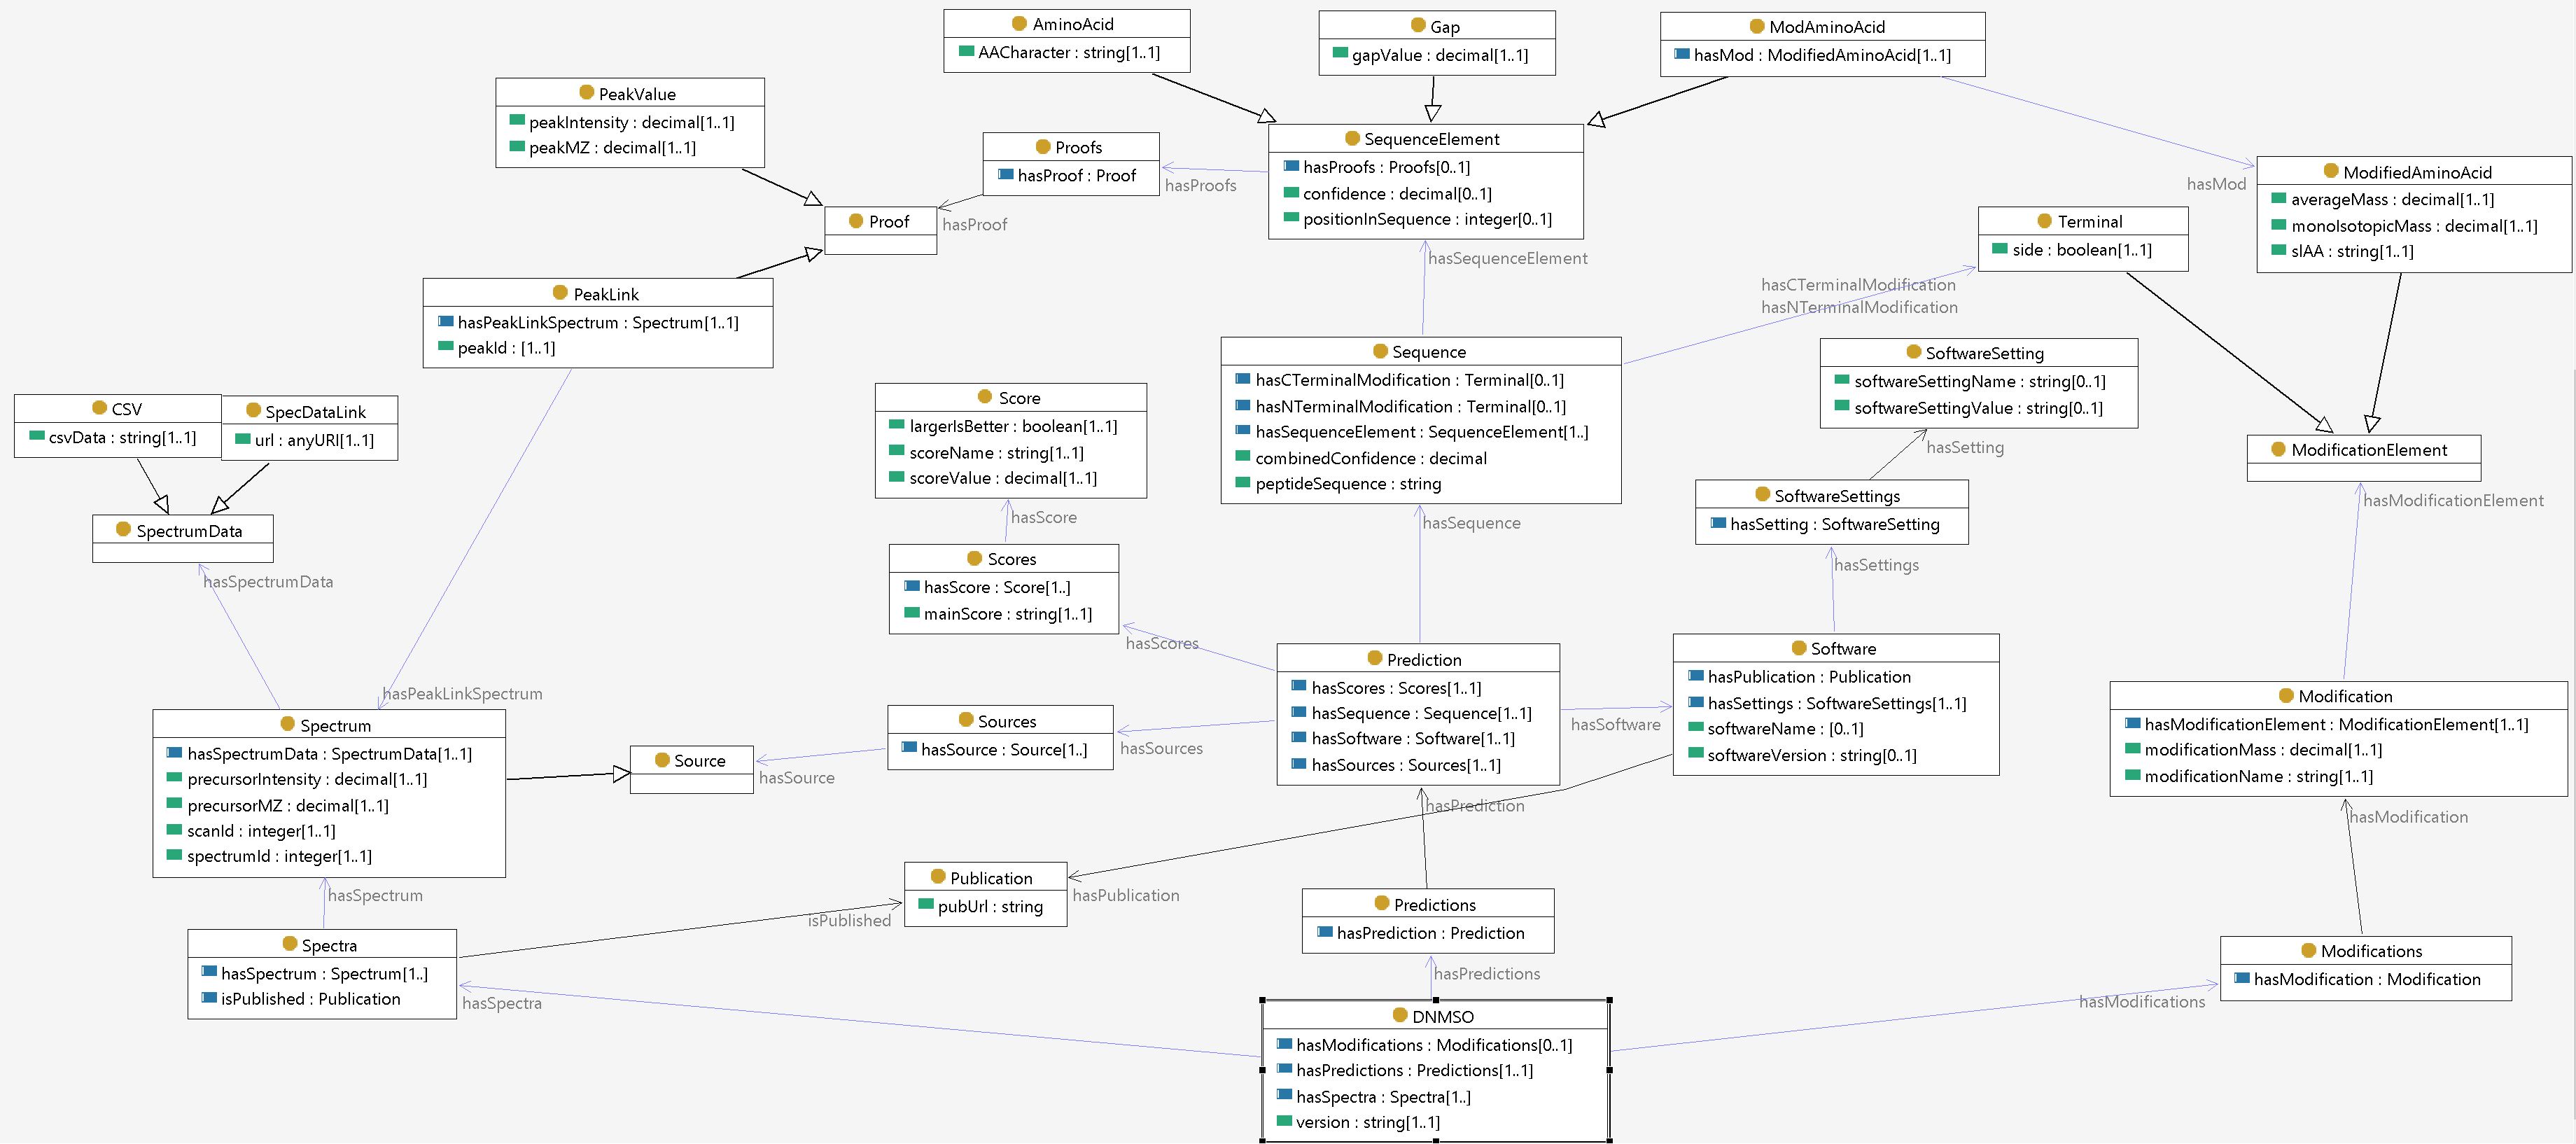 AminoAcid
AACharacter : string[1..1]
Gap
gapValue : decimal[1..1]
ModAminoAcid
hasMod : ModifiedAminoAcid[1..1]
PeakValue
peakIntensity : decimal[1..1]
peakMZ : decimal[1..1]
Proofs
hasProof : Proof
hasProofs
SequenceElement
hasProofs : Proofs[0..1]
confidence : decimal[0..1]
positionInSequence : integer[0..1]
hasMod
ModifiedAminoAcid
averageMass : decimal[1..1]
monoIsotopicMass : decimal[1..1]
slAA : string[1..1]
Proof
hasProof
Terminal
side : boolean[1..1]
hasSequenceElement
hasCTerminalModification
hasNTerminalModification
PeakLink
hasPeakLinkSpectrum : Spectrum[1..1]
peakId : [1..1]
Sequence
hasCTerminalModification : Terminal[0..1]
hasNTerminalModification : Terminal[0..1]
hasSequenceElement : SequenceElement[1..]
combinedConfidence : decimal
peptideSequence : string
SoftwareSetting
softwareSettingName : string[0..1]
softwareSettingValue : string[0..1]
hasSetting
CSV
csvData : string[1..1]
SpecDataLink
url : anyURI[1..1]
Score
largerIsBetter : boolean[1..1]
scoreName : string[1..1]
scoreValue : decimal[1..1]
hasScore
ModificationElement
hasModificationElement
SpectrumData
hasSpectrumData
hasSequence
SoftwareSettings
hasSetting : SoftwareSetting
hasSettings
Scores
hasScore : Score[1..]
mainScore : string[1..1]
hasScores
Prediction
hasScores : Scores[1..1]
hasSequence : Sequence[1..1]
hasSoftware : Software[1..1]
hasSources : Sources[1..1]
hasSoftware
Software
hasPublication : Publication
hasSettings : SoftwareSettings[1..1]
softwareName : [0..1]
softwareVersion : string[0..1]
Modification
hasModificationElement : ModificationElement[1..1]
modificationMass : decimal[1..1]
modificationName : string[1..1]
hasModification
hasPeakLinkSpectrum
Spectrum
hasSpectrumData : SpectrumData[1..1]
precursorIntensity : decimal[1..1]
precursorMZ : decimal[1..1]
scanId : integer[1..1]
spectrumId : integer[1..1]
Source
hasSource
Sources
hasSource : Source[1..]
hasSources
hasPrediction
hasSpectrum
Publication
pubUrl : string
hasPublication
isPublished
Predictions
hasPrediction : Prediction
hasPredictions
Spectra
hasSpectrum : Spectrum[1..]
isPublished : Publication
hasSpectra
Modifications
hasModification : Modification
hasModifications
DNMSO
hasModifications : Modifications[0..1]
hasPredictions : Predictions[1..1]
hasSpectra : Spectra[1..]
version : string[1..1]